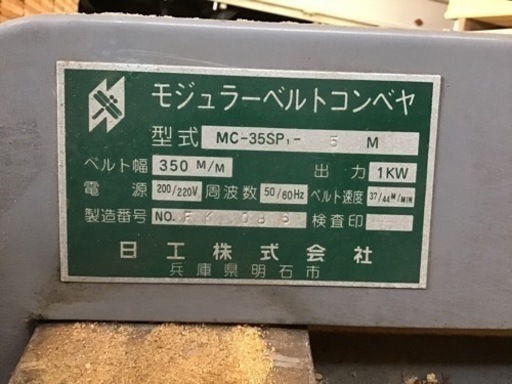 モジュラーベルトコンベヤ
型式 MC-35SP₁- 5 M
ベルト幅 350 M/M 出力 1KW
電源 200/220V 周波数 50/60Hz ベルト速度 37/44M/MIN
製造番号 NO. 検査印
日工株式会社
兵庫県明石市